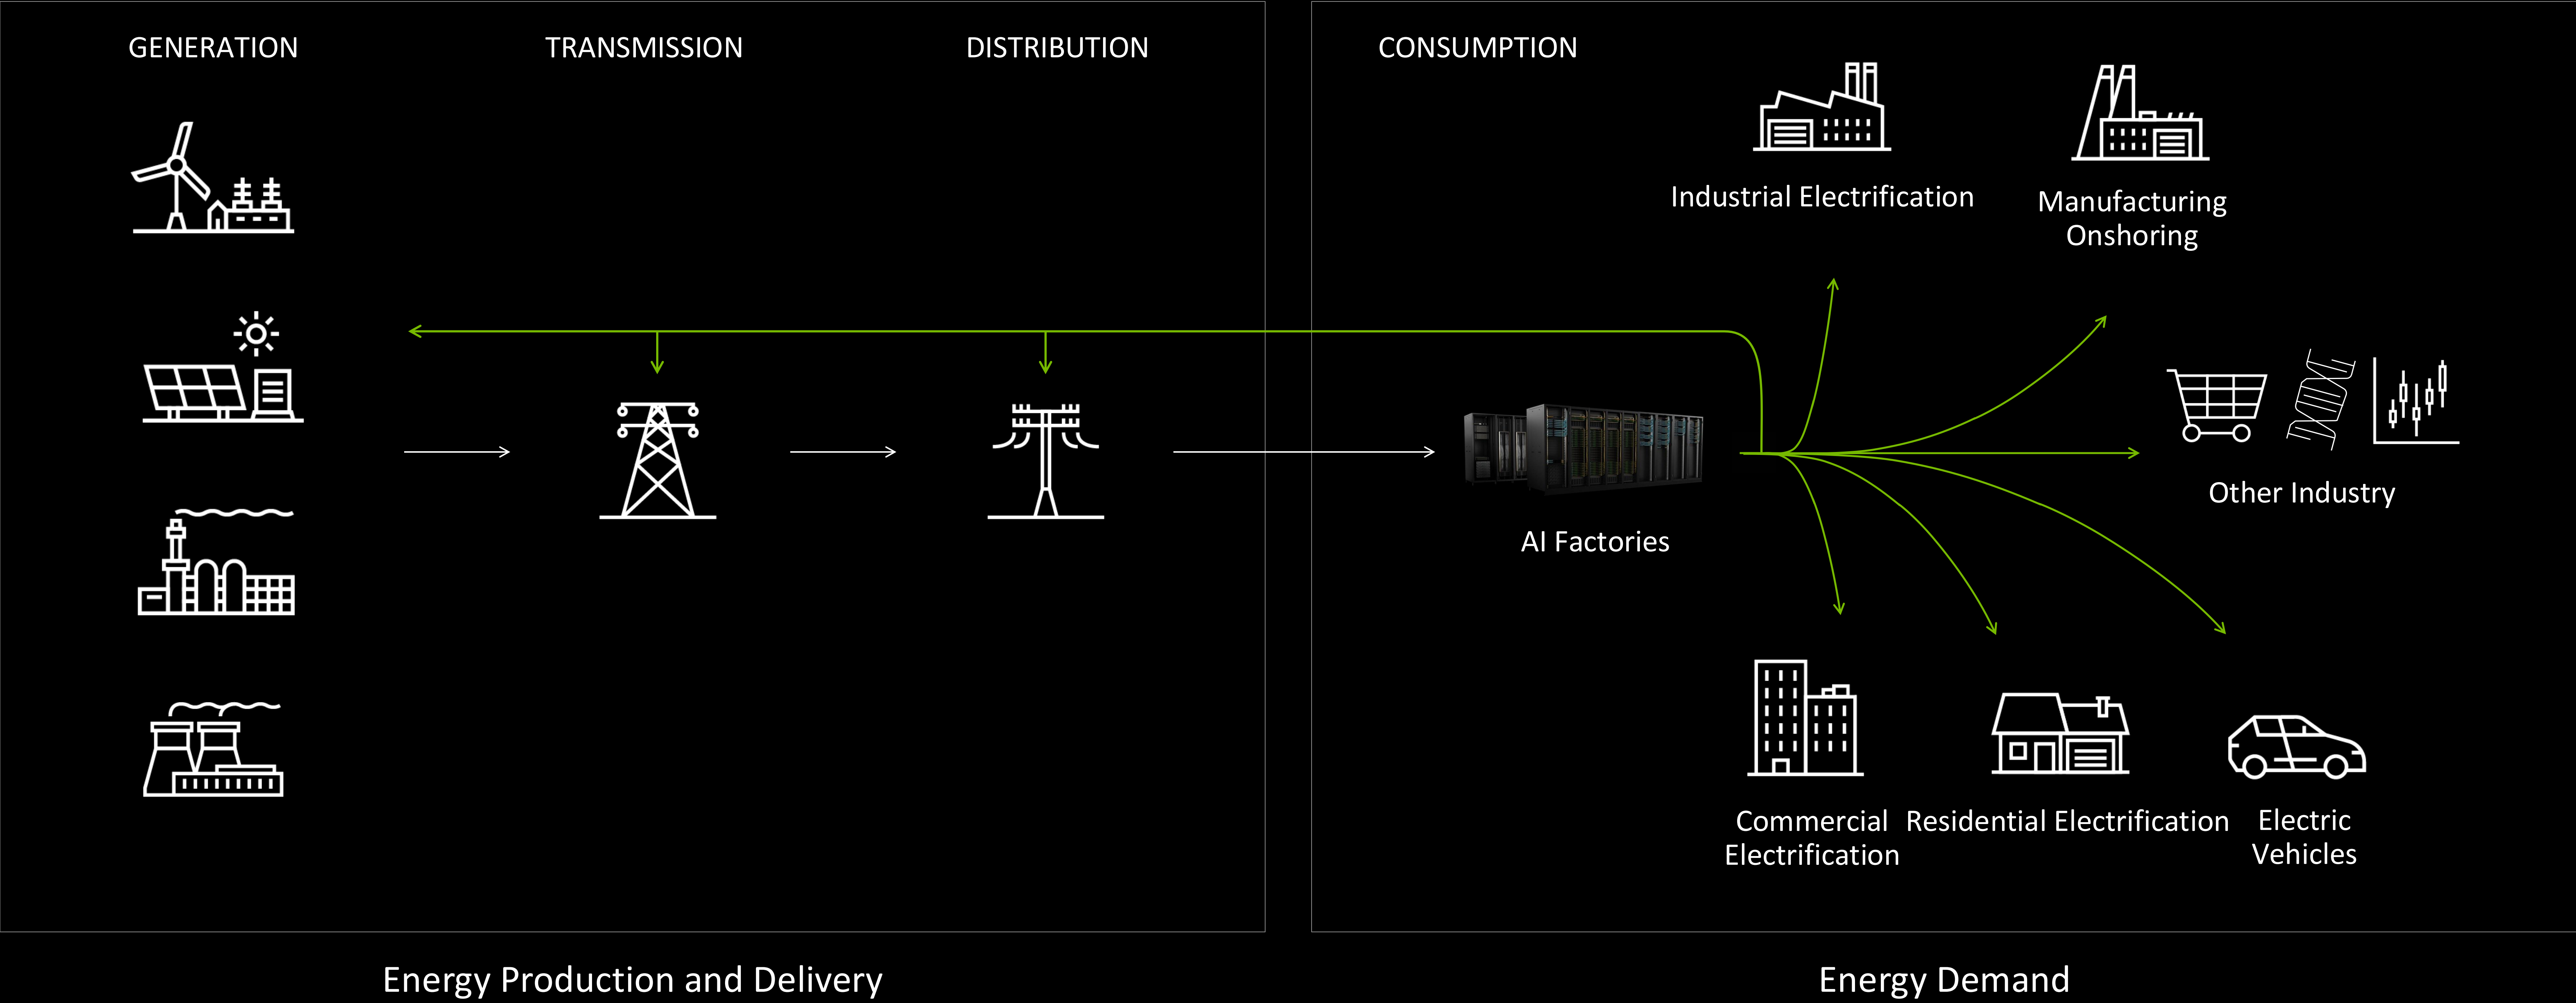 GENERATION
TRANSMISSION
DISTRIBUTION
CONSUMPTION
Industrial Electrification
Manufacturing
Onshoring
Other Industry
AI Factories
Commercial
Electrification
Residential Electrification
Electric
Vehicles
Energy Production and Delivery
Energy Demand